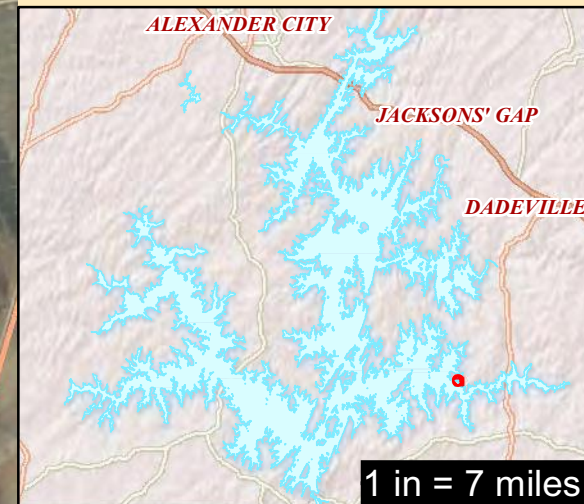 ALEXANDER CITY
JACKSONS' GAP
DADEVILLE
1 in = 7 miles